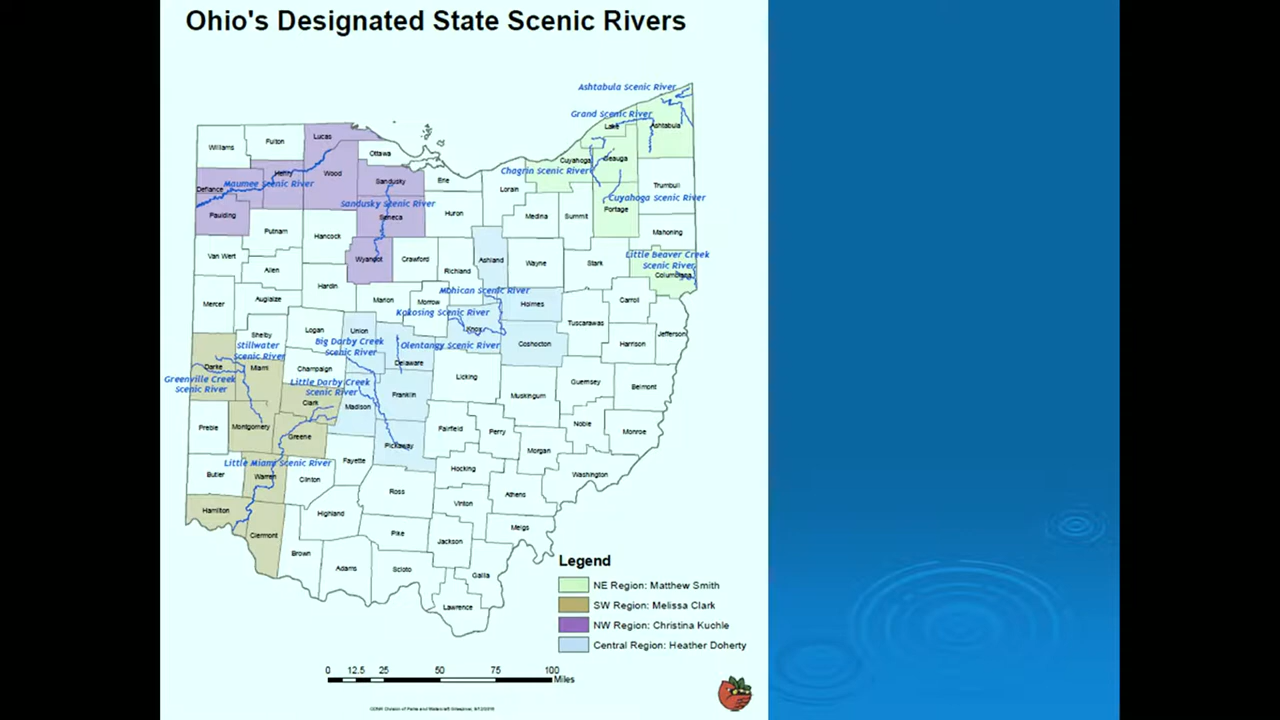 Ohio's Designated State Scenic Rivers
Ashtabula Scenic River
Grand Scenic River
Lake
Ashtabula
Williams
Fulton
Lucas
Ottawa
Cuyahoga
Geauga
Chagrin Scenic River
Defiance
Henry
Wood
Maumee Scenic River
Sandusky
Erie
Lorain
Trumbull
Cuyahoga Scenic River
Sandusky Scenic River
Paulding
Seneca
Huron
Medina
Summit
Portage
Putnam
Hancock
Mahoning
Van Wert
Allen
Wyandot
Crawford
Richland
Ashland
Wayne
Stark
Little Beaver Creek
Scenic River
Columbiana
Hardin
Mercer
Auglaize
Marion
Morrow
Mohican Scenic River
Holmes
Carroll
Kokosing Scenic River
Knox
Tuscarawas
Jefferson
Shelby
Logan
Union
Stillwater
Scenic River
Big Darby Creek
Scenic River
Olentangy Scenic River
Coshocton
Harrison
Darke
Miami
Champaign
Delaware
Greenville Creek
Scenic River
Little Darby Creek
Scenic River
Licking
Guernsey
Belmont
Clark
Madison
Franklin
Muskingum
Preble
Montgomery
Greene
Pickaway
Fairfield
Perry
Noble
Monroe
Morgan
Little Miami Scenic River
Fayette
Butler
Warren
Clinton
Hocking
Washington
Ross
Athens
Vinton
Hamilton
Highland
Clermont
Pike
Jackson
Meigs
Brown
Adams
Scioto
Gallia
Lawrence
Legend
NE Region: Matthew Smith
SW Region: Melissa Clark
NW Region: Christina Kuchle
Central Region: Heather Doherty
0 12.5 25 50 75 100
Miles